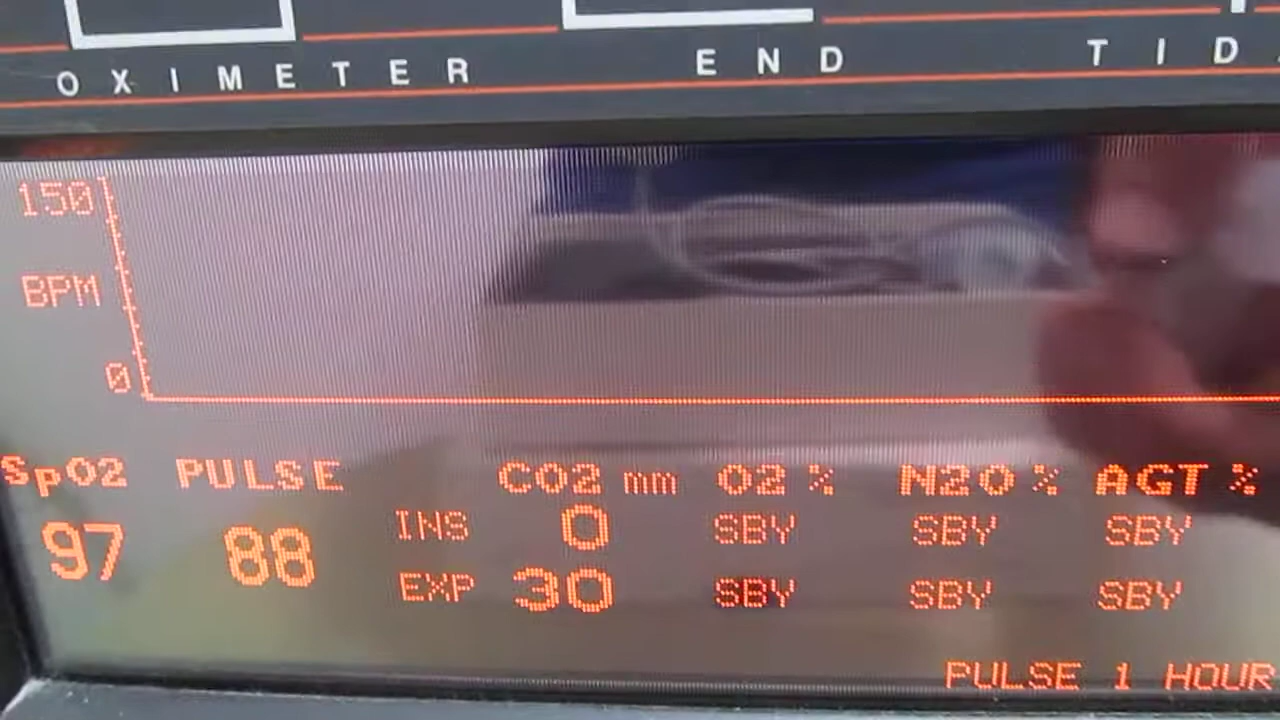 OXIMETER END TID
150
BPM
0
SpO2 PULSE CO2 mm O2 % N2O % AGT %
97 88 INS 0 SBY SBY SBY
EXP 30 SBY SBY SBY
PULSE 1 HOUR